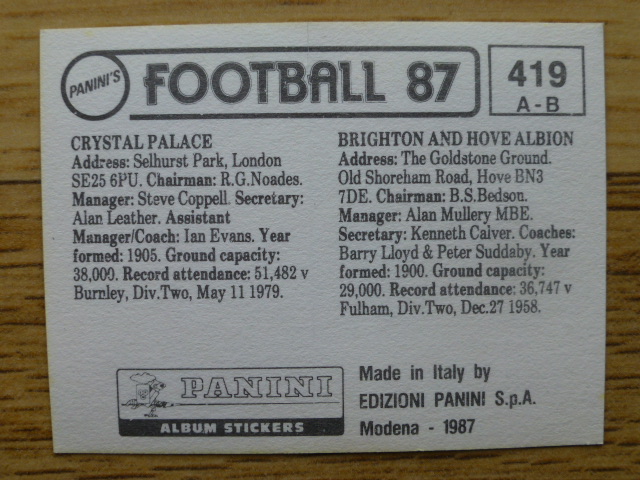 PANINI'S
FOOTBALL 87
419
A-B
CRYSTAL PALACE
Address: Selhurst Park, London
SE25 6PU. Chairman: R.G.Noades.
Manager: Steve Coppell. Secretary:
Alan Leather. Assistant
Manager/Coach: Ian Evans. Year
formed: 1905. Ground capacity:
38,000. Record attendance: 51,482 v
Burnley, Div.Two, May 11 1979.
BRIGHTON AND HOVE ALBION
Address: The Goldstone Ground.
Old Shoreham Road, Hove BN3
7DE. Chairman: B.S.Bedson.
Manager: Alan Mullery MBE.
Secretary: Kenneth Calver. Coaches:
Barry Lloyd & Peter Suddaby. Year
formed: 1900. Ground capacity:
29,000. Record attendance: 36,747 v
Fulham, Div.Two, Dec.27 1958.
PANINI
ALBUM STICKERS
Made in Italy by
EDIZIONI PANINI S.p.A.
Modena - 1987